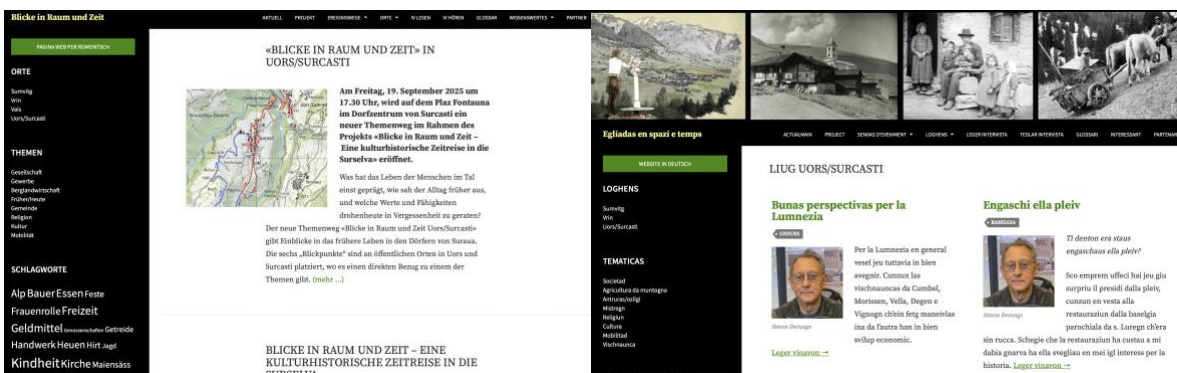 Blicke in Raum und Zeit
AKTUELL PROJEKT EREIGNISWEGE ORTE IV LESEN IV HÖREN GLOSSAR WISSENSWERTES PARTNER
PAGINA WEB PER ROMONTSCH
ORTE
Sumvitg
Vrin
Vals
Uors/Surcasti
THEMEN
Gesellschaft
Gewerbe
Berglandwirtschaft
Früher/Heute
Gemeinde
Religion
Kultur
Mobilität
SCHLAGWORTE
Alp Bauer Essen Feste
Frauenrolle Freizeit
Geldmittel Genossenschaften Getreide
Handwerk Heuen Hirt Jagd
Kindheit Kirche Maiensäss
«BLICKE IN RAUM UND ZEIT» IN
UORS/SURCASTI
Am Freitag, 19. September 2025 um
17.30 Uhr, wird auf dem Plaz Fontauna
im Dorfzentrum von Surcasti ein
neuer Themenweg im Rahmen des
Projekts «Blicke in Raum und Zeit –
Eine kulturhistorische Zeitreise in die
Surselva» eröffnet.
Was hat das Leben der Menschen im Tal
einst geprägt, wie sah der Alltag früher aus,
und welche Werte und Fähigkeiten
drohenheute in Vergessenheit zu geraten?
Der neue Themenweg «Blicke in Raum und Zeit Uors/Surcasti»
gibt Einblicke in das frühere Leben in den Dörfern von Suraua.
Die sechs „Blickpunkte“ sind an öffentlichen Orten in Uors und
Surcasti platziert, wo es einen direkten Bezug zu einem der
Themen gibt. (mehr …)
BLICKE IN RAUM UND ZEIT – EINE
KULTURHISTORISCHE ZEITREISE IN DIE
SURSELVA
Egliadas en spazi e temps
ACTUALMAIN PROJECT SENDAS D'EVENIMENT LOGHENS LEGER INTERVISTA TEDLAR INTERVISTA GLOSSARI INTERESSANT PARTENARI
WEBSITE IN DEUTSCH
LOGHENS
Sumvitg
Vrin
Uors/Surcasti
TEMATICAS
Societad
Agricultura da muntogna
Antruras/ozilgi
Mistregn
Religiun
Cultura
Mobilitad
Vischnaunca
LIUG UORS/SURCASTI
Bunas perspectivas per la
Lumnezia
Per la Lumnezia en general
vesel jeu tuttavia in bien
avegnir. Cunzun las
vischnauncas da Cumbel,
Morissen, Vella, Degen e
Vignogn ch'ein fetg maneivlas
ina da l'autra han in bien
svilup economic.
Simon Derungs
Leger vinavon →
Engaschi ella pleiv
BASELGIA
Ti denton era staus
engaschaus ella pleiv?
Sco emprem uffeci hai jeu giu
surpriu il presidi dalla pleiv,
cunzun en vesta alla
restauraziun dalla baselgia
parochiala da s. Luregn ch'era
Simon Derungs
sin rucca. Schegie che la restauraziun ha custau a mi
dabia gnarva ha ella svegliau en mei igl interess per la
historia. Leger vinavon →